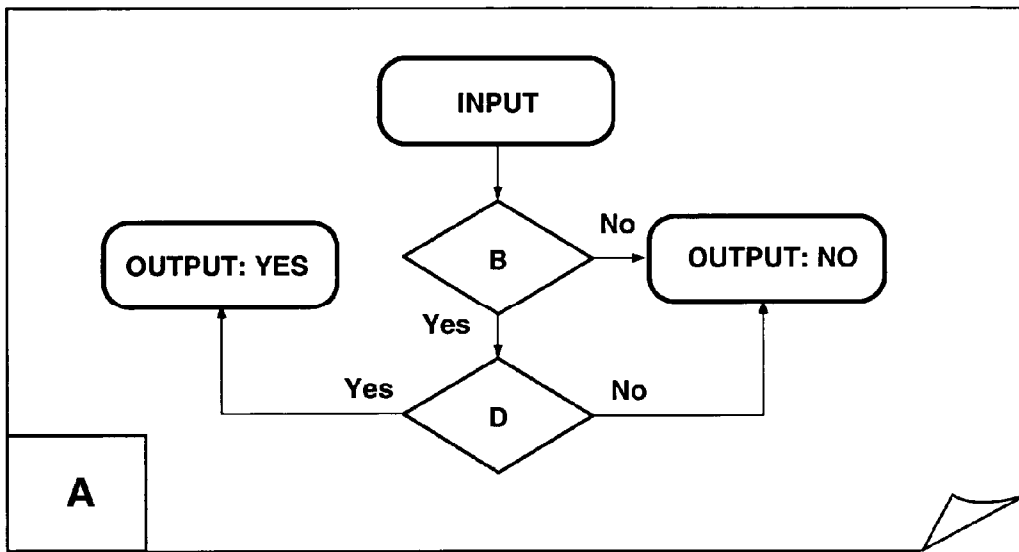 INPUT
No
B
OUTPUT: YES
OUTPUT: NO
Yes
Yes
No
D
A